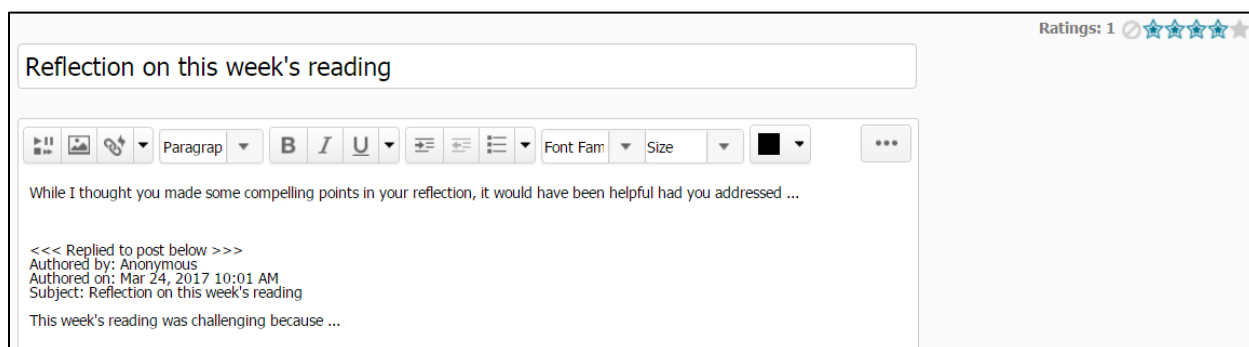 Ratings: 1
Reflection on this week's reading
Paragrap B I U Font Fam Size
While I thought you made some compelling points in your reflection, it would have been helpful had you addressed ...
<<< Replied to post below >>>
Authored by: Anonymous
Authored on: Mar 24, 2017 10:01 AM
Subject: Reflection on this week's reading
This week's reading was challenging because ...